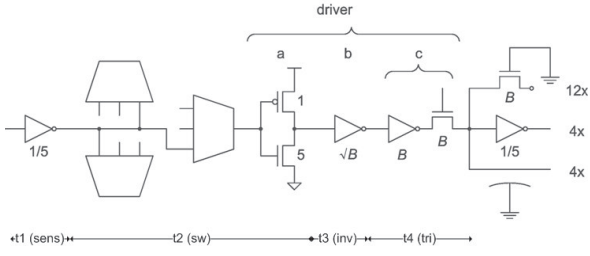 driver
a b c
1
5
1/5
√B
B
B
B
1/5
12x
4x
4x
t1 (sens)
t2 (sw)
t3 (inv)
t4 (tri)